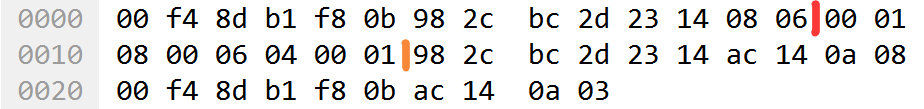 0000 00 f4 8d b1 f8 0b 98 2c bc 2d 23 14 08 06 00 01
0010 08 00 06 04 00 01 98 2c bc 2d 23 14 ac 14 0a 08
0020 00 f4 8d b1 f8 0b ac 14 0a 03